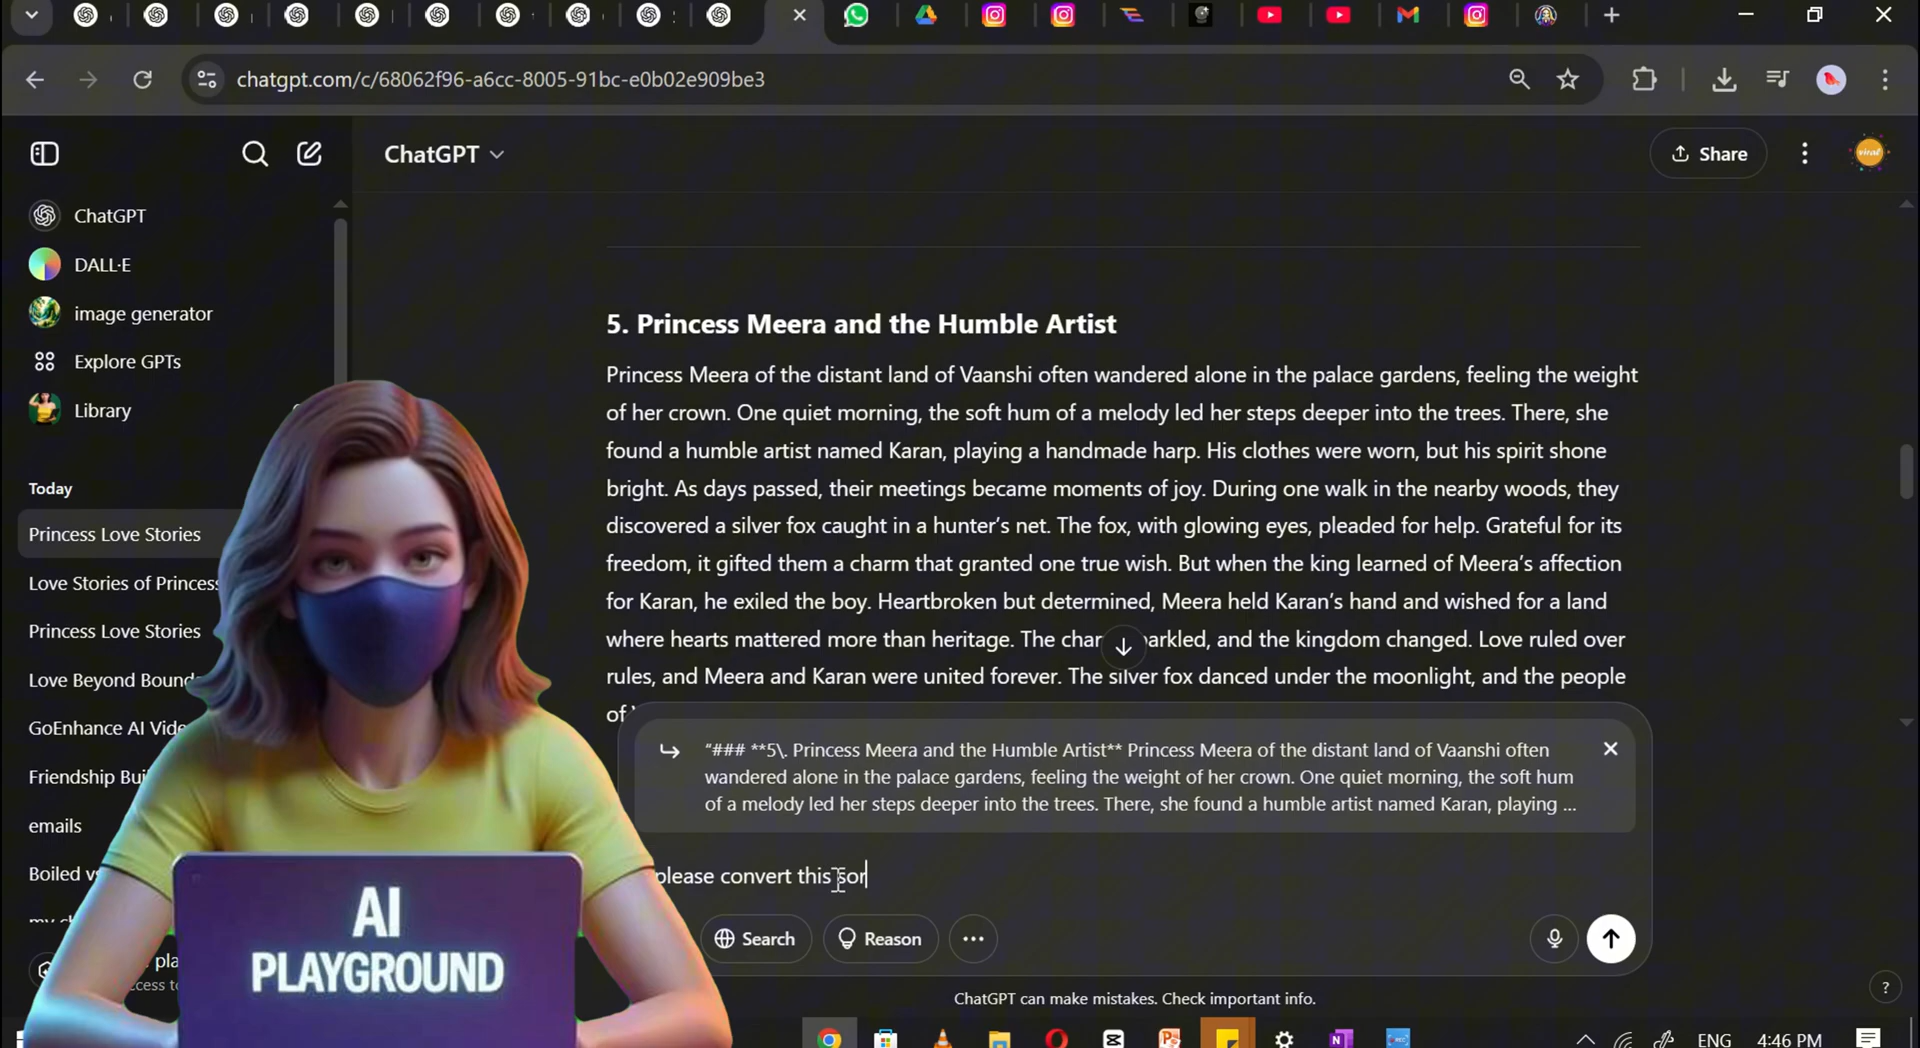 chatgpt.com/c/68062f96-a6cc-8005-91bc-e0b02e909be3
ChatGPT
Share
viral
ChatGPT
DALL·E
image generator
Explore GPTs
Library
Today
Princess Love Stories
Love Stories of Princess
Princess Love Stories
Love Beyond Bound
GoEnhance AI Vide
Friendship Bui
emails
Boiled v
my c
pla
cess to
5. Princess Meera and the Humble Artist
Princess Meera of the distant land of Vaanshi often wandered alone in the palace gardens, feeling the weight
of her crown. One quiet morning, the soft hum of a melody led her steps deeper into the trees. There, she
found a humble artist named Karan, playing a handmade harp. His clothes were worn, but his spirit shone
bright. As days passed, their meetings became moments of joy. During one walk in the nearby woods, they
discovered a silver fox caught in a hunter’s net. The fox, with glowing eyes, pleaded for help. Grateful for its
freedom, it gifted them a charm that granted one true wish. But when the king learned of Meera’s affection
for Karan, he exiled the boy. Heartbroken but determined, Meera held Karan’s hand and wished for a land
where hearts mattered more than heritage. The char arkled, and the kingdom changed. Love ruled over
rules, and Meera and Karan were united forever. The silver fox danced under the moonlight, and the people
of
“### **5\. Princess Meera and the Humble Artist** Princess Meera of the distant land of Vaanshi often
wandered alone in the palace gardens, feeling the weight of her crown. One quiet morning, the soft hum
of a melody led her steps deeper into the trees. There, she found a humble artist named Karan, playing ...
please convert this sor
Search
Reason
ChatGPT can make mistakes. Check important info.
?
AI
PLAYGROUND
ENG
4:46 PM